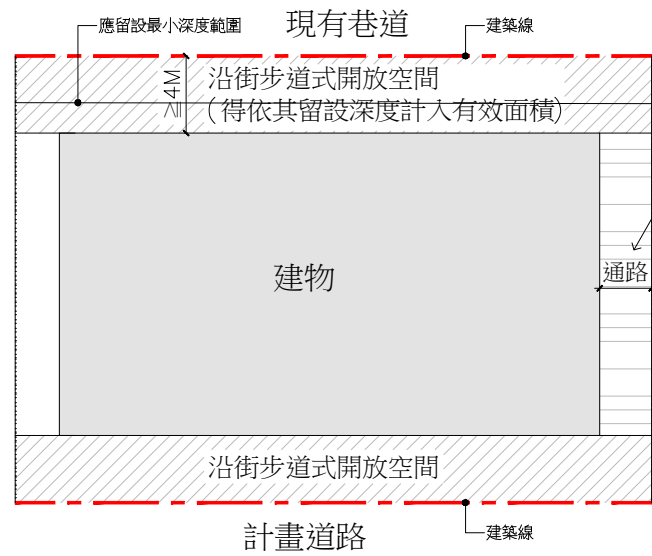 現有巷道
應留設最小深度範圍
建築線
≧4M
沿街步道式開放空間
(得依其留設深度計入有效面積)
建物
通路
沿街步道式開放空間
計畫道路
建築線